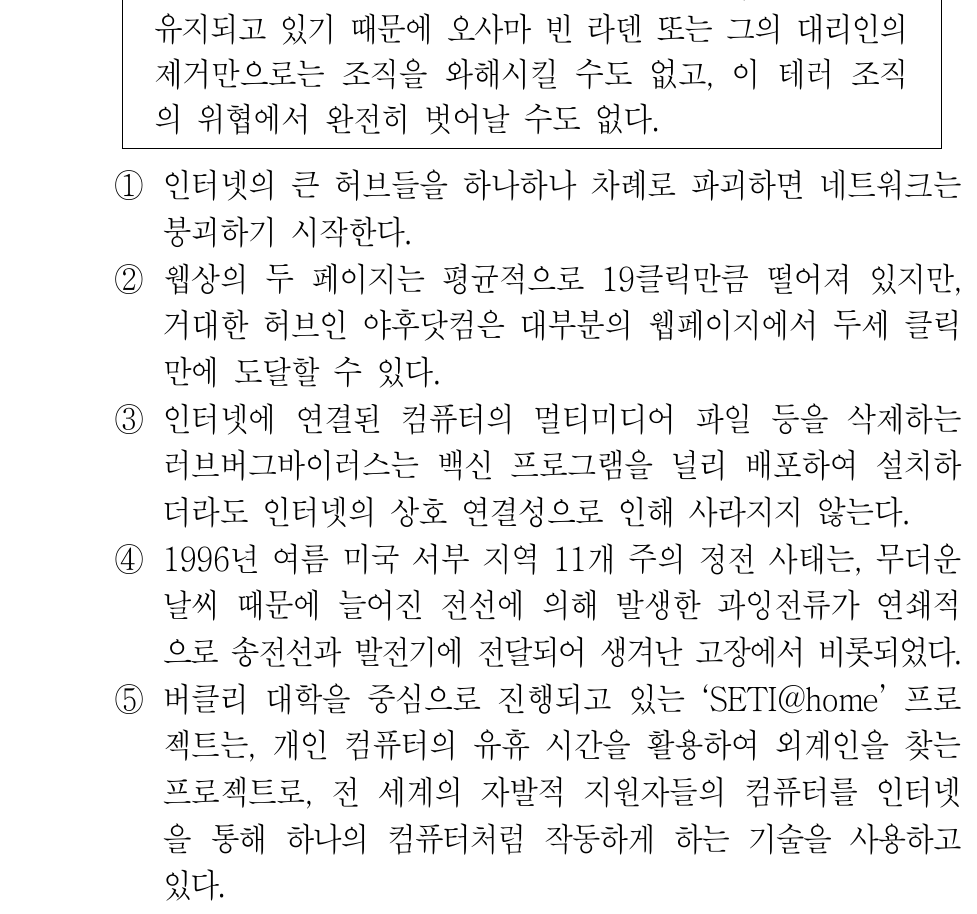 유지되고 있기 때문에 오사마 빈 라덴 또는 그의 대리인의
제거만으로는 조직을 와해시킬 수도 없고, 이 테러 조직
의 위협에서 완전히 벗어날 수도 없다.
① 인터넷의 큰 허브들을 하나하나 차례로 파괴하면 네트워크는
붕괴하기 시작한다.
② 웹상의 두 페이지는 평균적으로 19클릭만큼 떨어져 있지만,
거대한 허브인 야후닷컴은 대부분의 웹페이지에서 두세 클릭
만에 도달할 수 있다.
③ 인터넷에 연결된 컴퓨터의 멀티미디어 파일 등을 삭제하는
러브버그바이러스는 백신 프로그램을 널리 배포하여 설치하
더라도 인터넷의 상호 연결성으로 인해 사라지지 않는다.
④ 1996년 여름 미국 서부 지역 11개 주의 정전 사태는, 무더운
날씨 때문에 늘어진 전선에 의해 발생한 과잉전류가 연쇄적
으로 송전선과 발전기에 전달되어 생겨난 고장에서 비롯되었다.
⑤ 버클리 대학을 중심으로 진행되고 있는 ‘SETI@home’ 프로
젝트는, 개인 컴퓨터의 유휴 시간을 활용하여 외계인을 찾는
프로젝트로, 전 세계의 자발적 지원자들의 컴퓨터를 인터넷
을 통해 하나의 컴퓨터처럼 작동하게 하는 기술을 사용하고
있다.